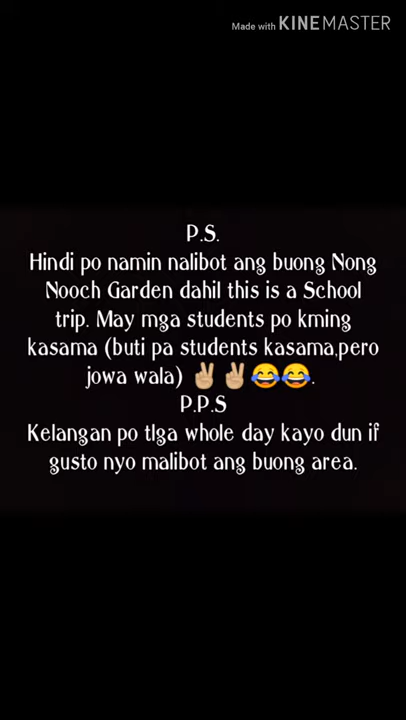 Made with KINEMASTER
P.S.
Hindi po namin nalibot ang buong Nong
Nooch Garden dahil this is a School
trip. May mga students po kming
kasama (buti pa students kasama,pero
jowa wala) ✌🏼✌🏼😂😂.
P.P.S
Kelangan po tlga whole day kayo dun if
gusto nyo malibot ang buong area.